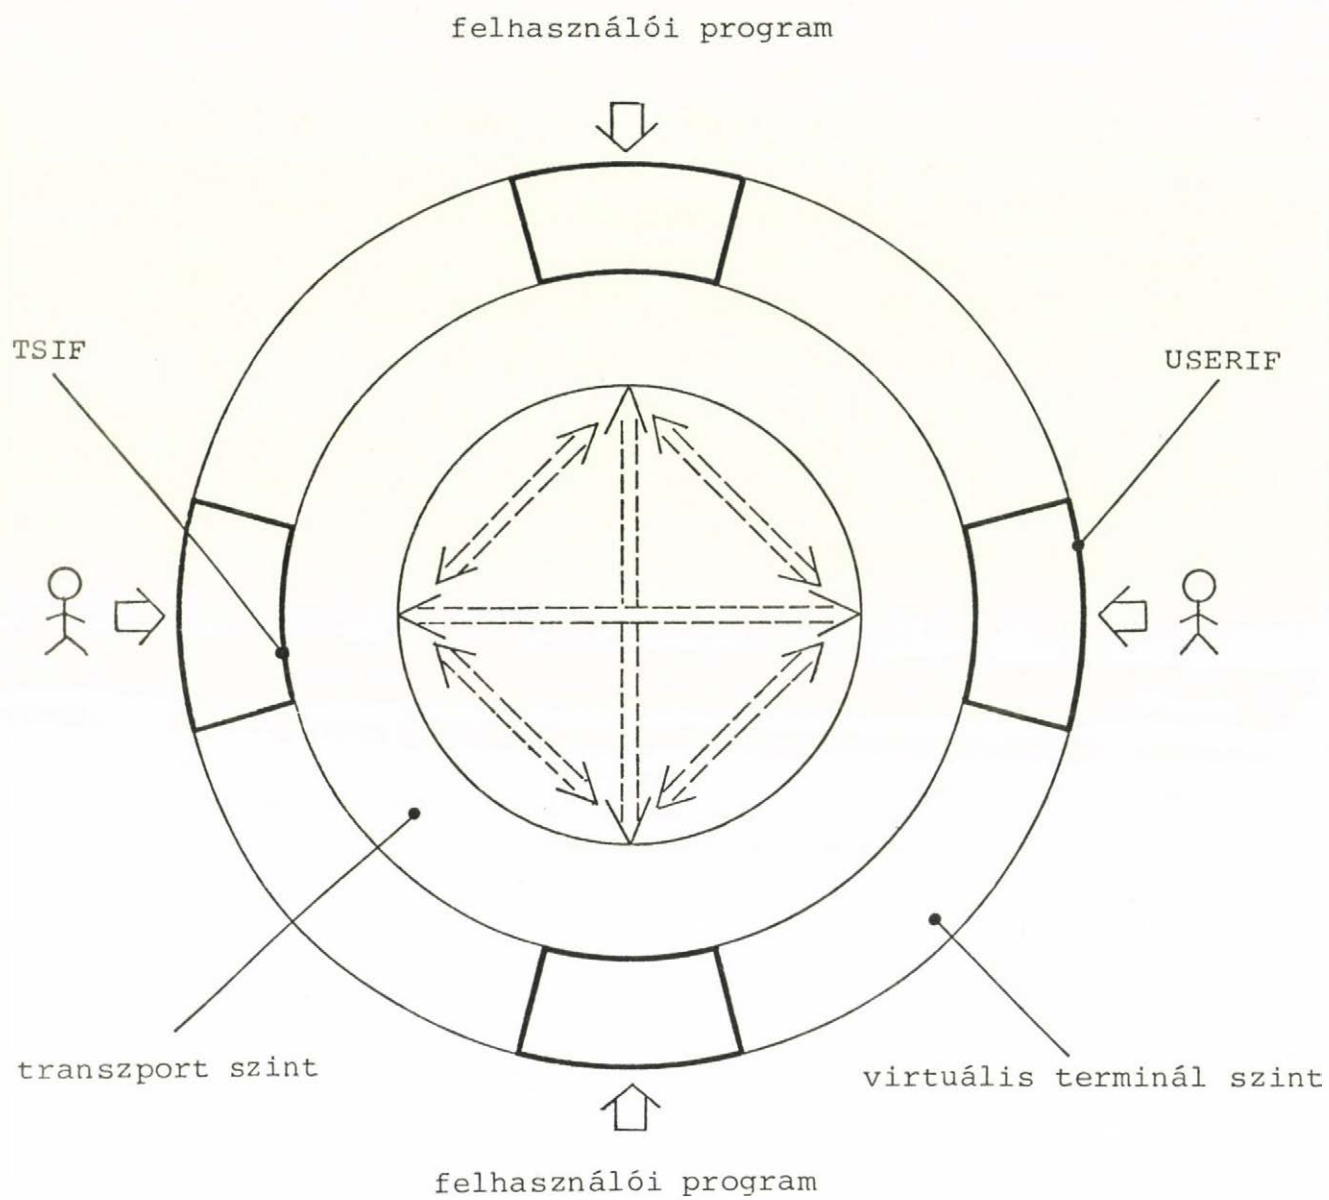 felhasználói program
TSIF
USERIF
transzport szint
virtuális terminál szint
felhasználói program